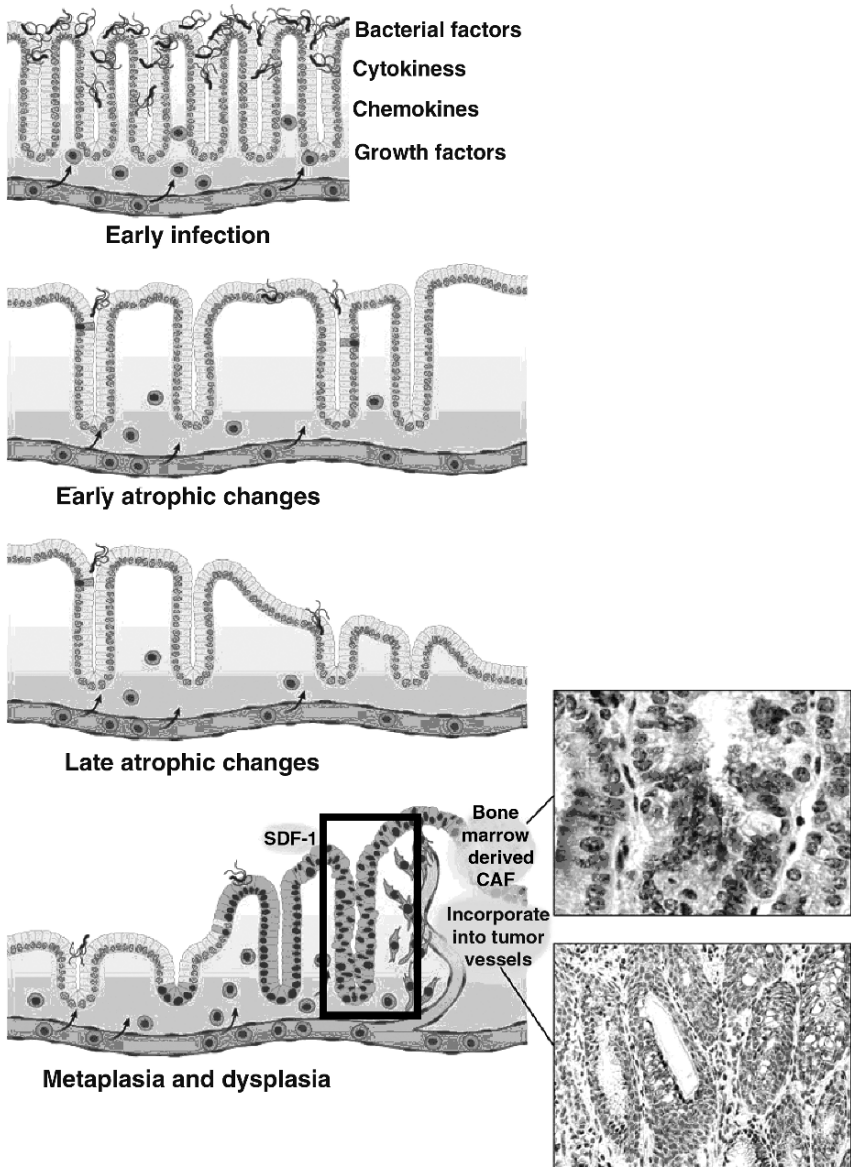 Bacterial factors
Cytokiness
Chemokines
Growth factors
Early infection
Early atrophic changes
Late atrophic changes
SDF-1
Bone
marrow
derived
CAF
Incorporate
into tumor
vessels
Metaplasia and dysplasia